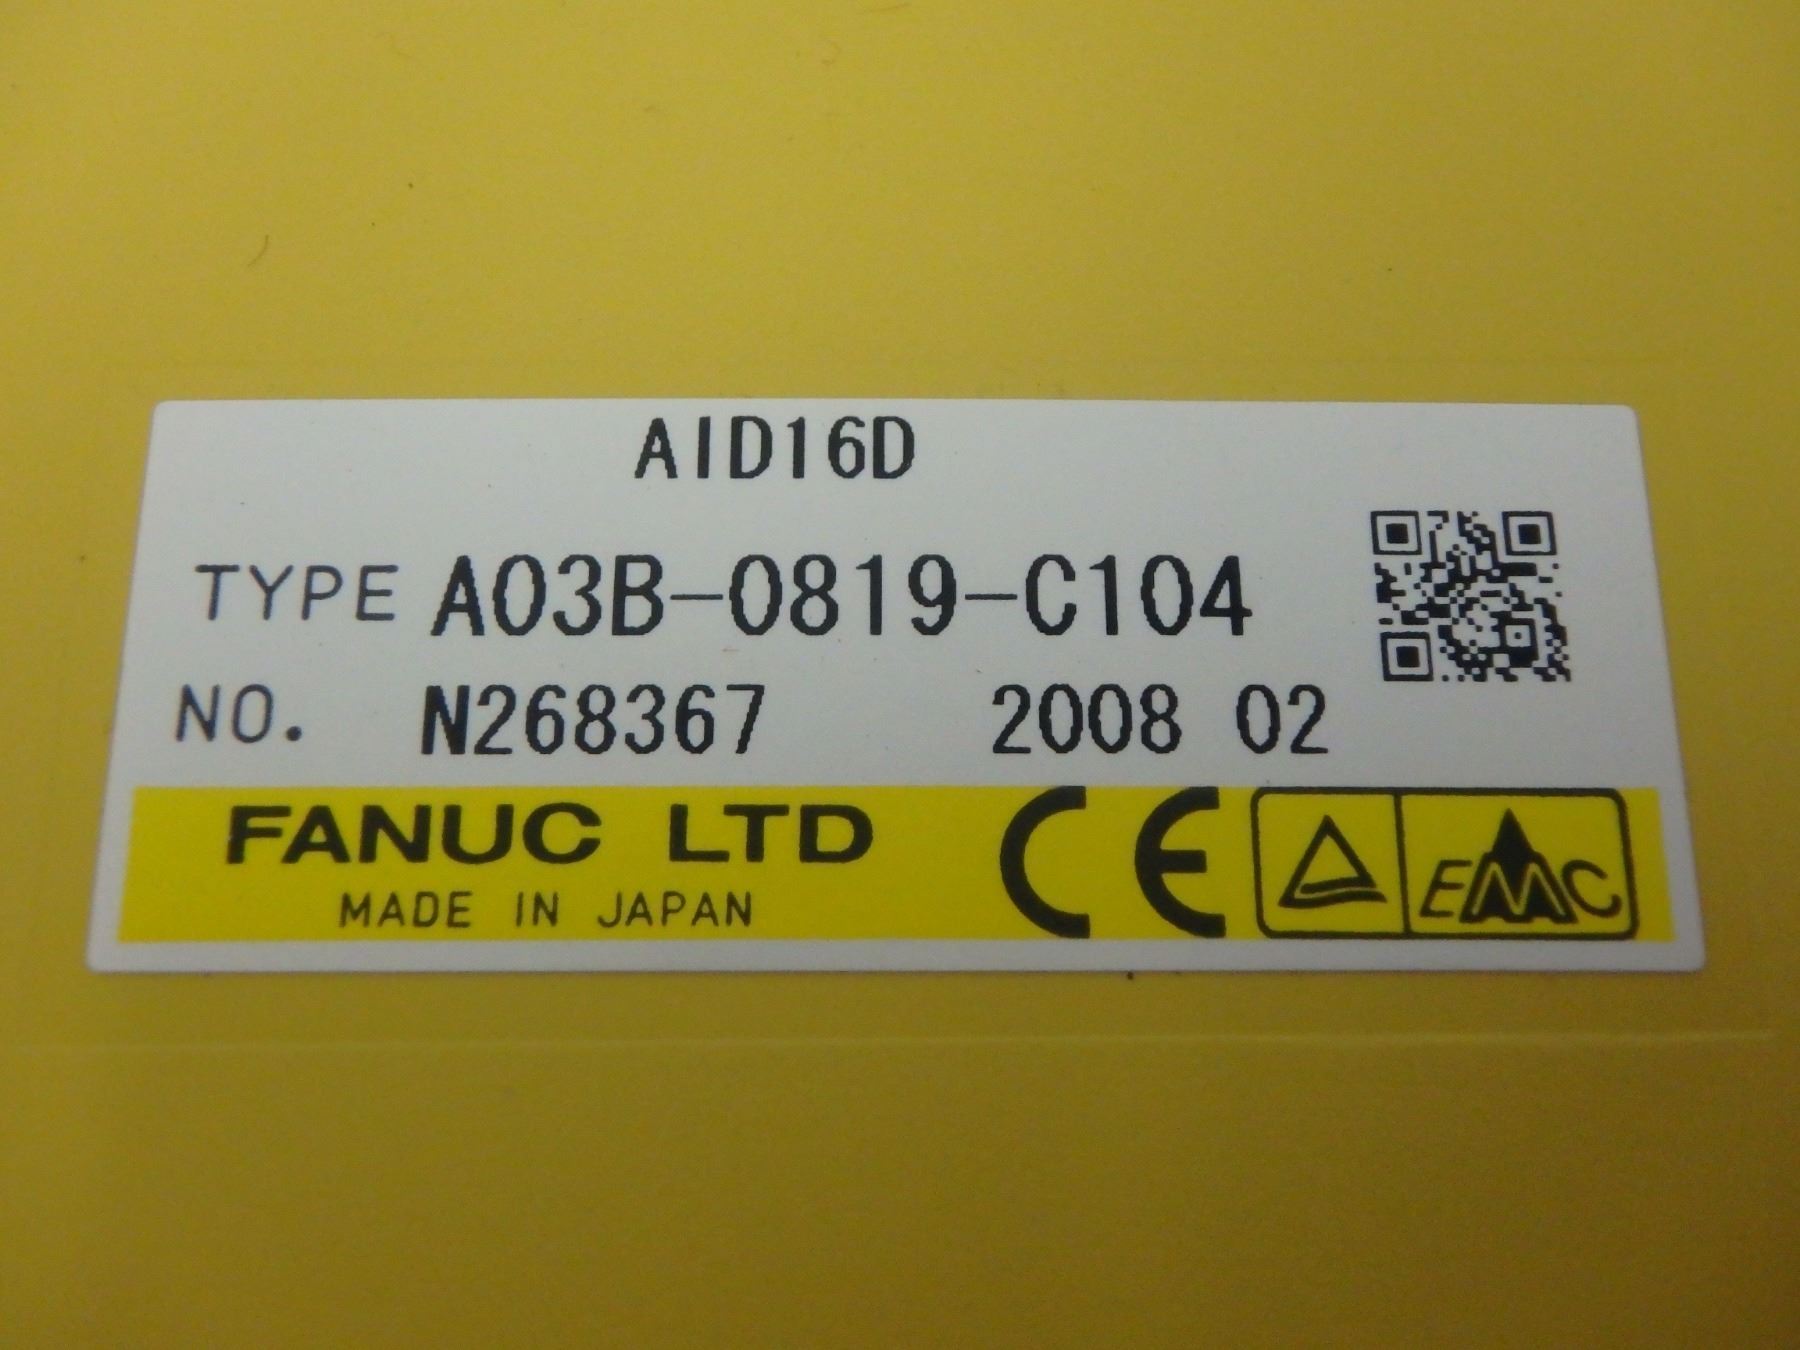 AID16D
TYPE A03B-0819-C104
NO. N268367 2008 02
FANUC LTD
MADE IN JAPAN
CE
EMC